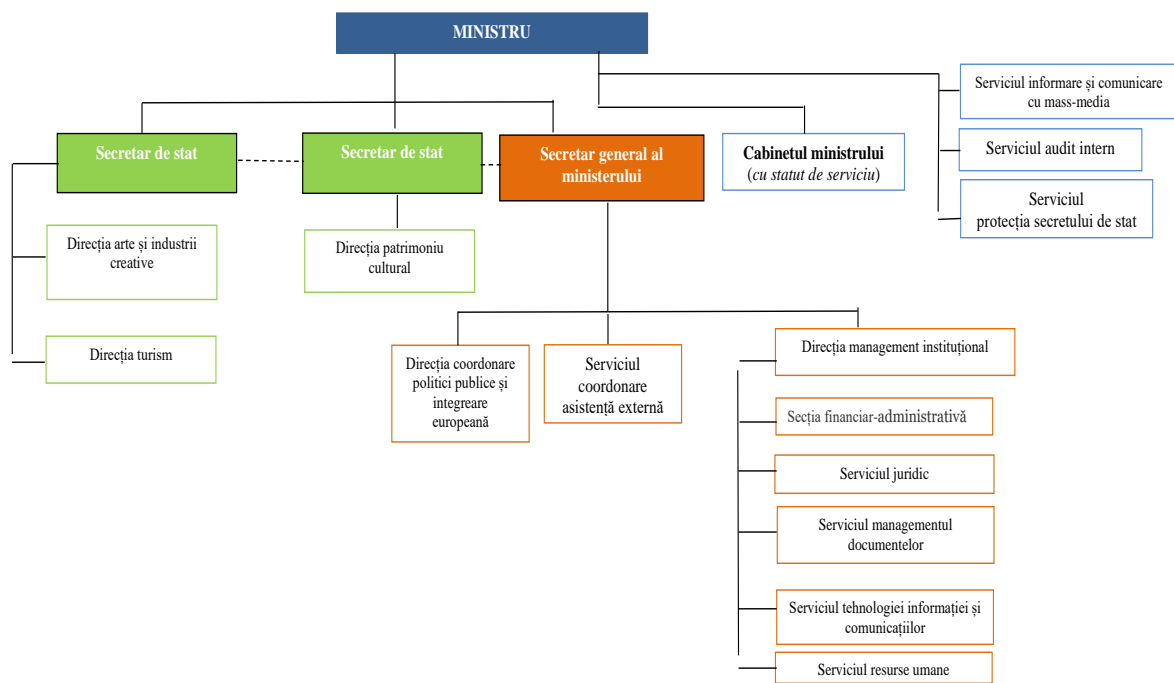 MINISTRU
Serviciul informare și comunicare
cu mass-media
Serviciul audit intern
Serviciul
protecția secretului de stat
Secretar de stat
Secretar de stat
Secretar general al
ministerului
Cabinetul ministrului
(cu statut de serviciu)
Direcția arte și industrii
creative
Direcția turism
Direcția patrimoniu
cultural
Direcția coordonare
politici publice și
integreare
europeană
Serviciul
coordonare
asistență externă
Direcția management instituțional
Secția financiar-administrativă
Serviciul juridic
Serviciul managementul
documentelor
Serviciul tehnologiei informației și
comunicațiilor
Serviciul resurse umane